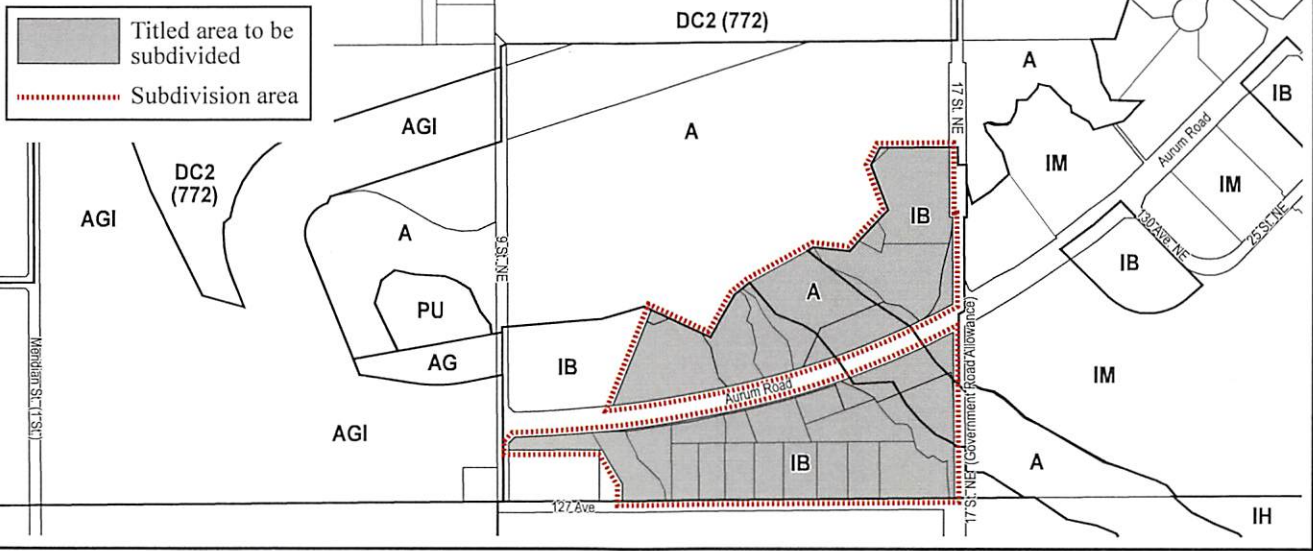 Titled area to be
subdivided
Subdivision area
DC2 (772)
17 St. NE
A
IB
AGI
A
IM
Aurum Road
IM
DC2
(772)
AGI
A
IB
130 Ave. NE
25 St. NE
9 St. NE
IB
A
PU
17 St. NE (Government Road Allowance)
Meridian St. (1 St.)
AG
IB
IM
Aurum Road
AGI
IB
A
127 Ave
IH